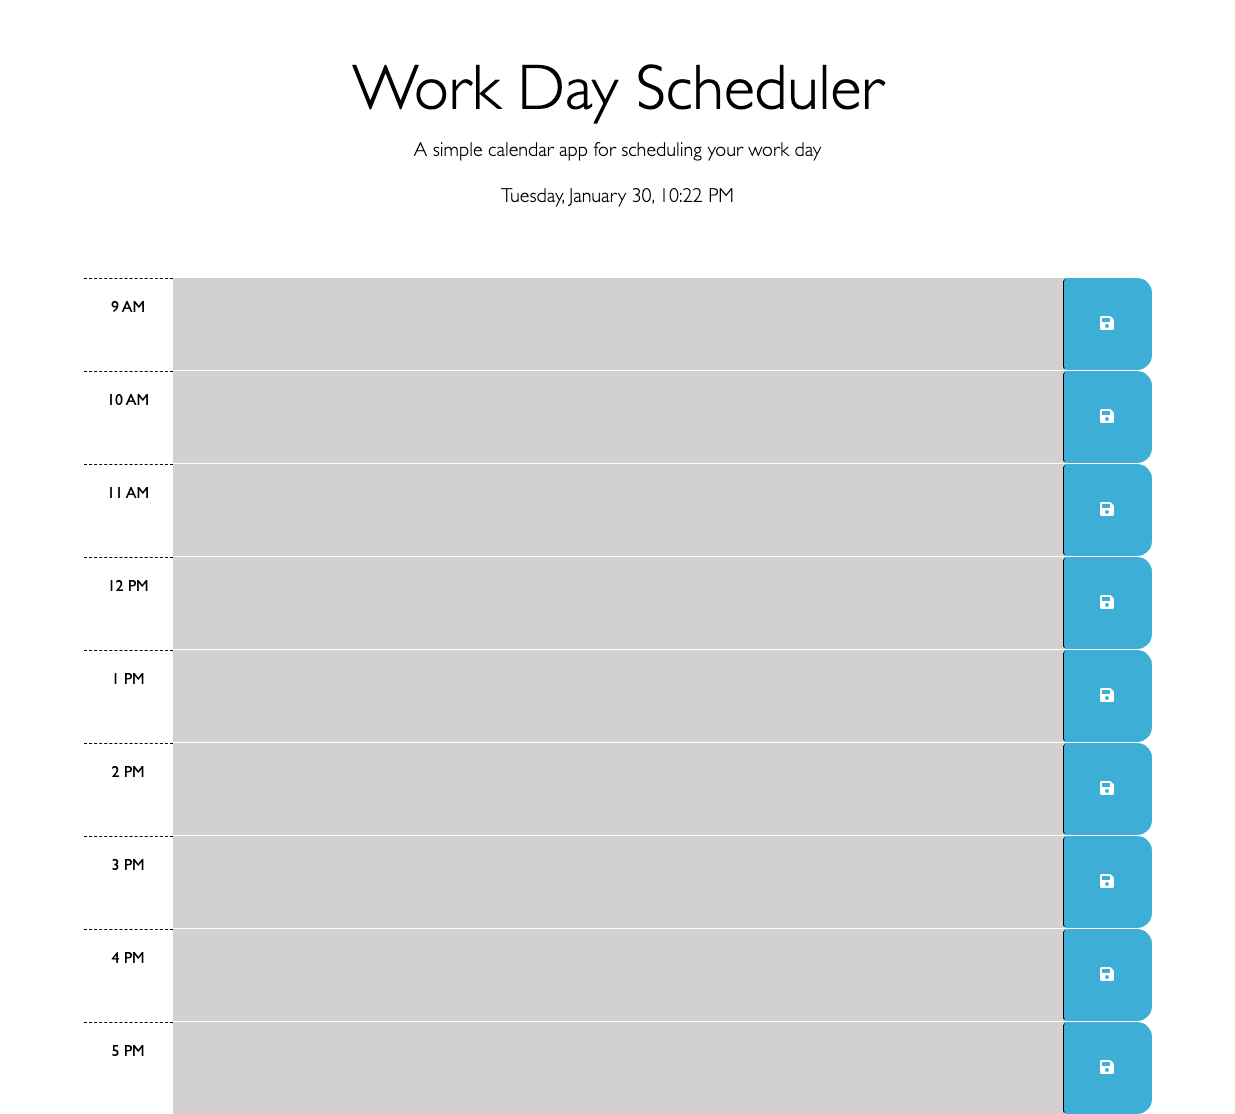 Work Day Scheduler
A simple calendar app for scheduling your work day
Tuesday, January 30, 10:22 PM
9 AM
10 AM
11 AM
12 PM
1 PM
2 PM
3 PM
4 PM
5 PM